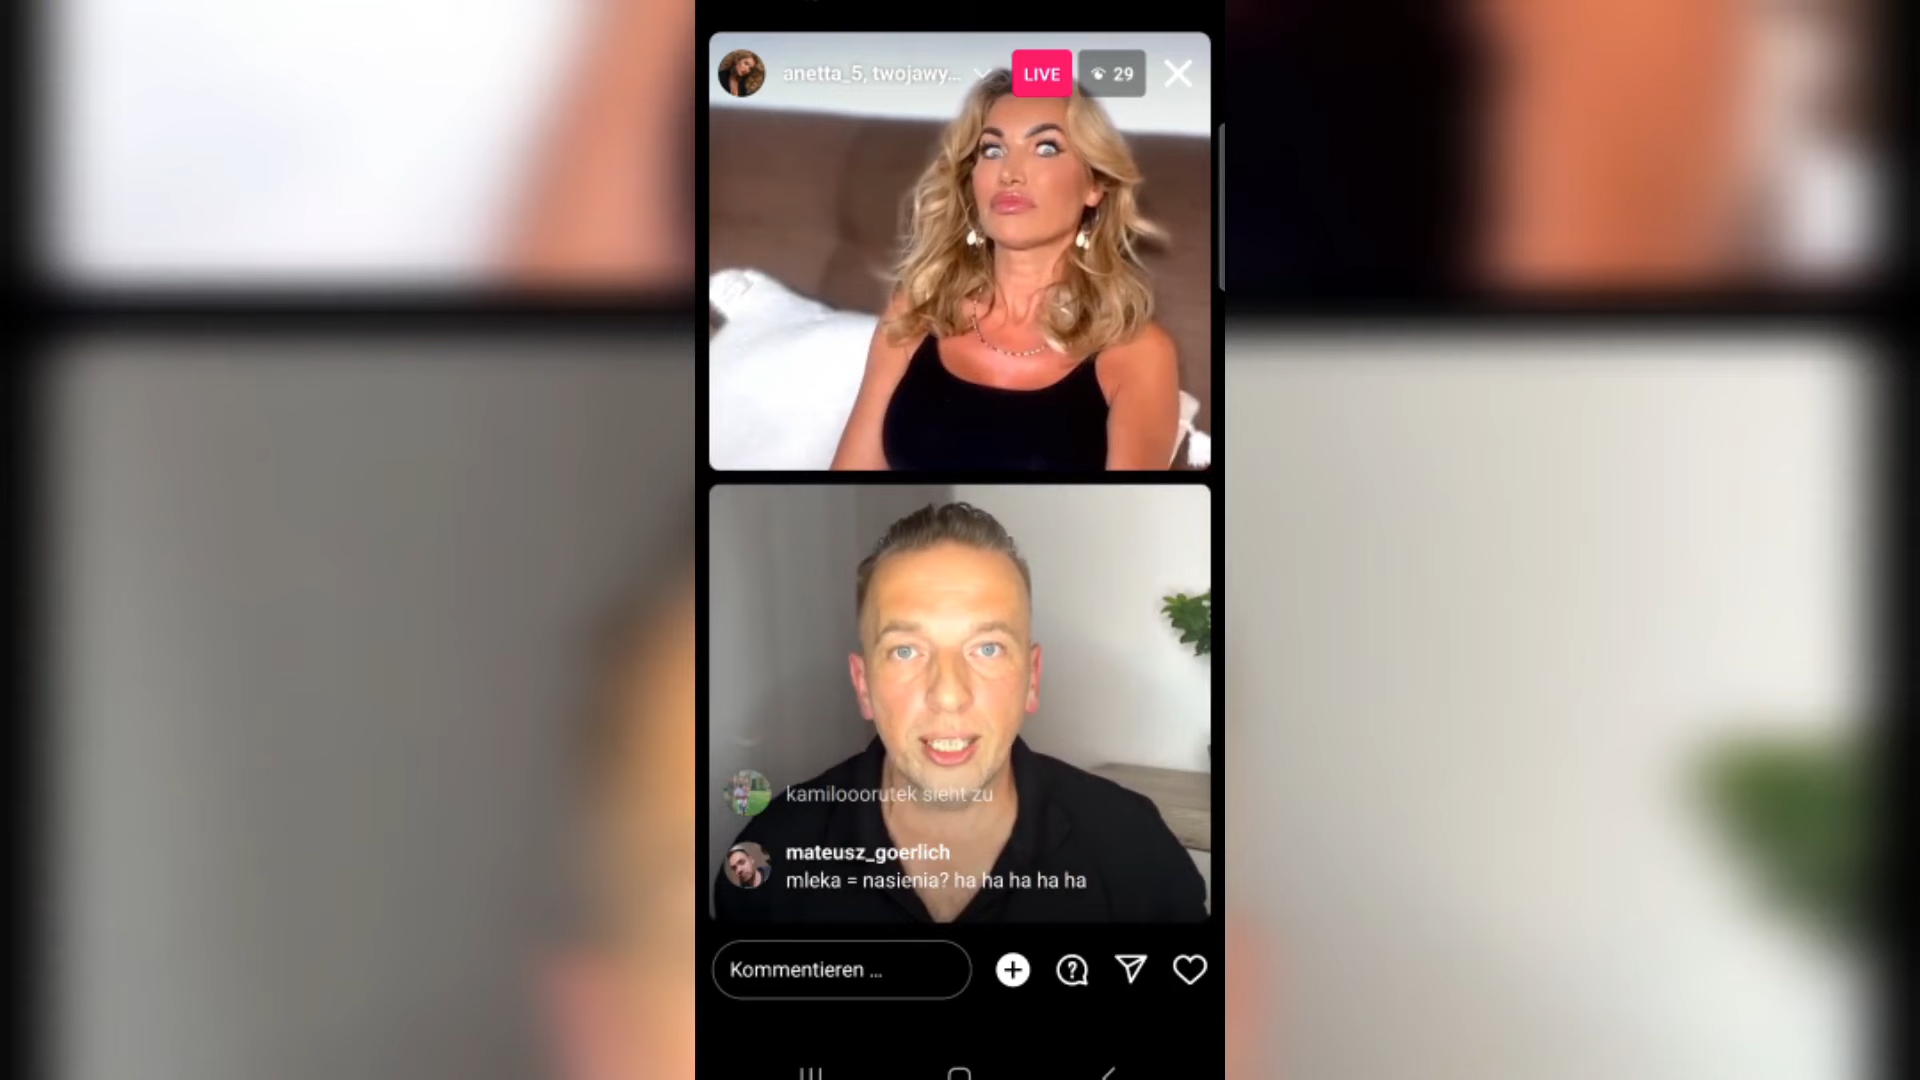 anetta_5, twojawy... LIVE 29
kamilooorutek sieht zu
mateusz_goerlich
mleka = nasienia? ha ha ha ha ha
Kommentieren ...